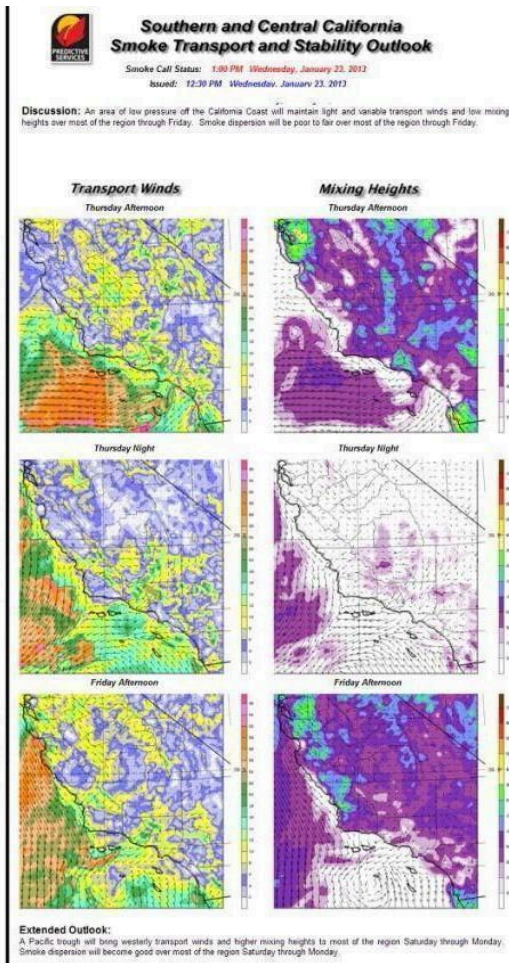 PREDICTIVE
SERVICES
Southern and Central California
Smoke Transport and Stability Outlook
Smoke Call Status: 1:00 PM Wednesday, January 23, 2013
Issued: 12:30 PM Wednesday, January 23, 2013
Discussion: An area of low pressure off the California Coast will maintain light and variable transport winds and low mixing
heights over most of the region through Friday. Smoke dispersion will be poor to fair over most of the region through Friday.
Transport Winds
Mixing Heights
Thursday Afternoon
Thursday Afternoon
Thursday Night
Thursday Night
Friday Afternoon
Friday Afternoon
Extended Outlook:
A Pacific trough will bring westerly transport winds and higher mixing heights to most of the region Saturday through Monday.
Smoke dispersion will become good over most of the region through Monday.